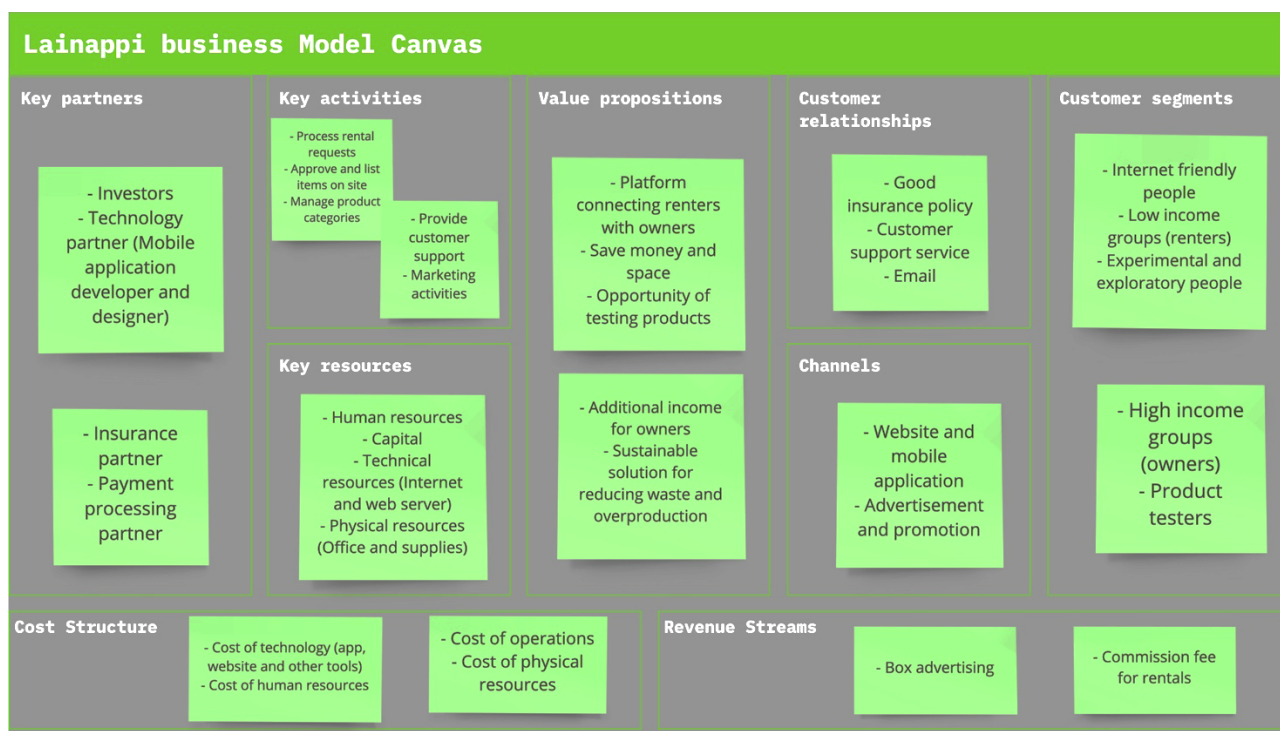 Lainappi business Model Canvas
Key partners
- Investors
- Technology
partner (Mobile
application
developer and
designer)
- Insurance
partner
- Payment
processing
partner
Key activities
- Process rental
requests
- Approve and list
items on site
- Manage product
categories
- Provide
customer
support
- Marketing
activities
Key resources
- Human resources
- Capital
- Technical
resources (Internet
and web server)
- Physical resources
(Office and supplies)
Value propositions
- Platform
connecting renters
with owners
- Save money and
space
- Opportunity of
testing products
- Additional income
for owners
- Sustainable
solution for
reducing waste and
overproduction
Customer
relationships
- Good
insurance policy
- Customer
support service
- Email
Channels
- Website and
mobile
application
- Advertisement
and promotion
Customer segments
- Internet friendly
people
- Low income
groups (renters)
- Experimental and
exploratory people
- High income
groups
(owners)
- Product
testers
Cost Structure
- Cost of technology (app,
website and other tools)
- Cost of human resources
- Cost of operations
- Cost of physical
resources
Revenue Streams
- Box advertising
- Commission fee
for rentals